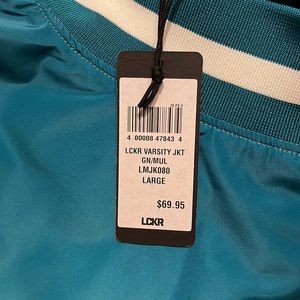 4 00008 47843 4
LCKR VARSITY JKT
GN/MUL
LMJK080
LARGE
$69.95
LCKR